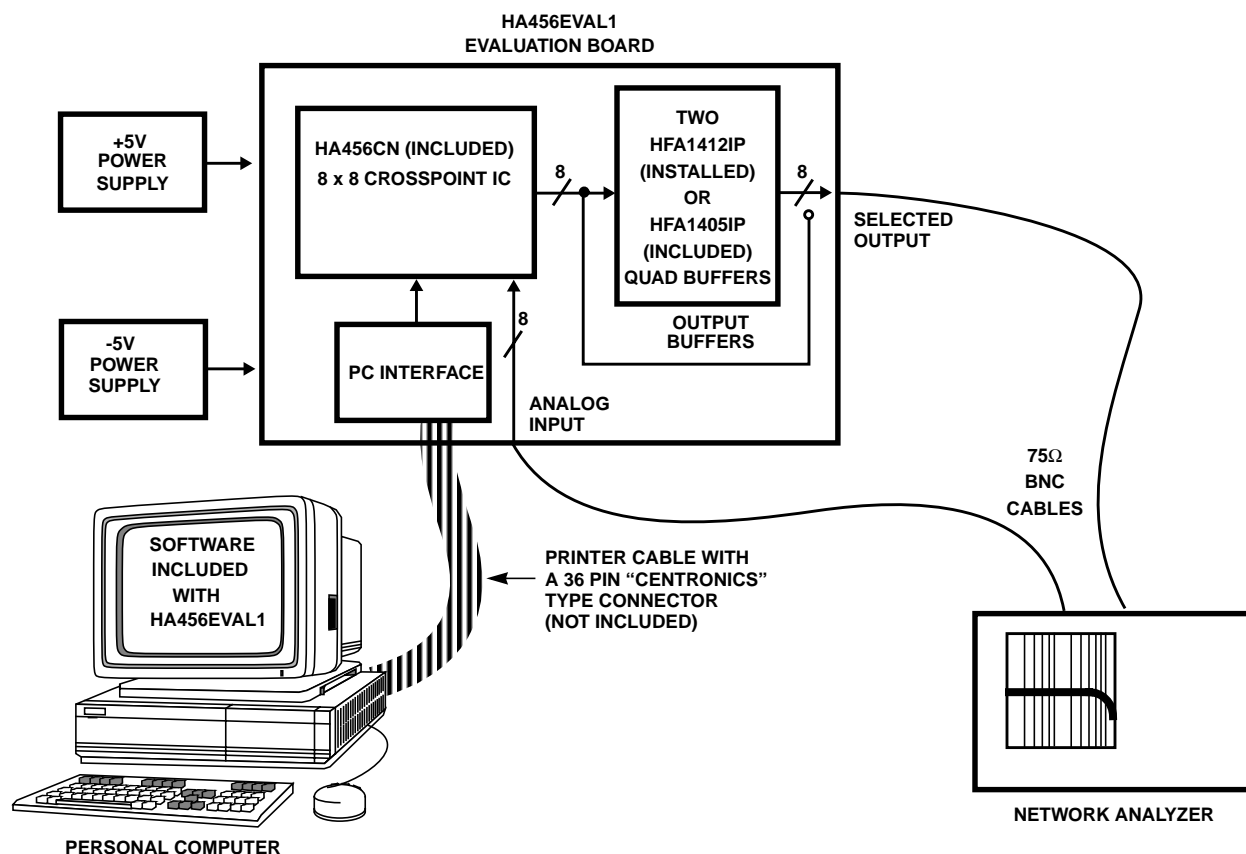 HA456EVAL1
EVALUATION BOARD
+5V
POWER
SUPPLY
HA456CN (INCLUDED)
8 x 8 CROSSPOINT IC
8
TWO
HFA1412IP
(INSTALLED)
OR
HFA1405IP
(INCLUDED)
QUAD BUFFERS
8
SELECTED
OUTPUT
-5V
POWER
SUPPLY
PC INTERFACE
8
OUTPUT
BUFFERS
ANALOG
INPUT
75Ω
BNC
CABLES
SOFTWARE
INCLUDED
WITH
HA456EVAL1
PRINTER CABLE WITH
A 36 PIN “CENTRONICS”
TYPE CONNECTOR
(NOT INCLUDED)
NETWORK ANALYZER
PERSONAL COMPUTER